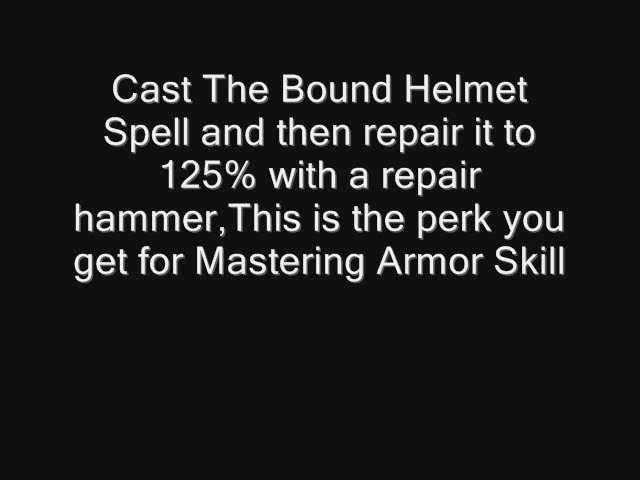 Cast The Bound Helmet
Spell and then repair it to
125% with a repair
hammer,This is the perk you
get for Mastering Armor Skill